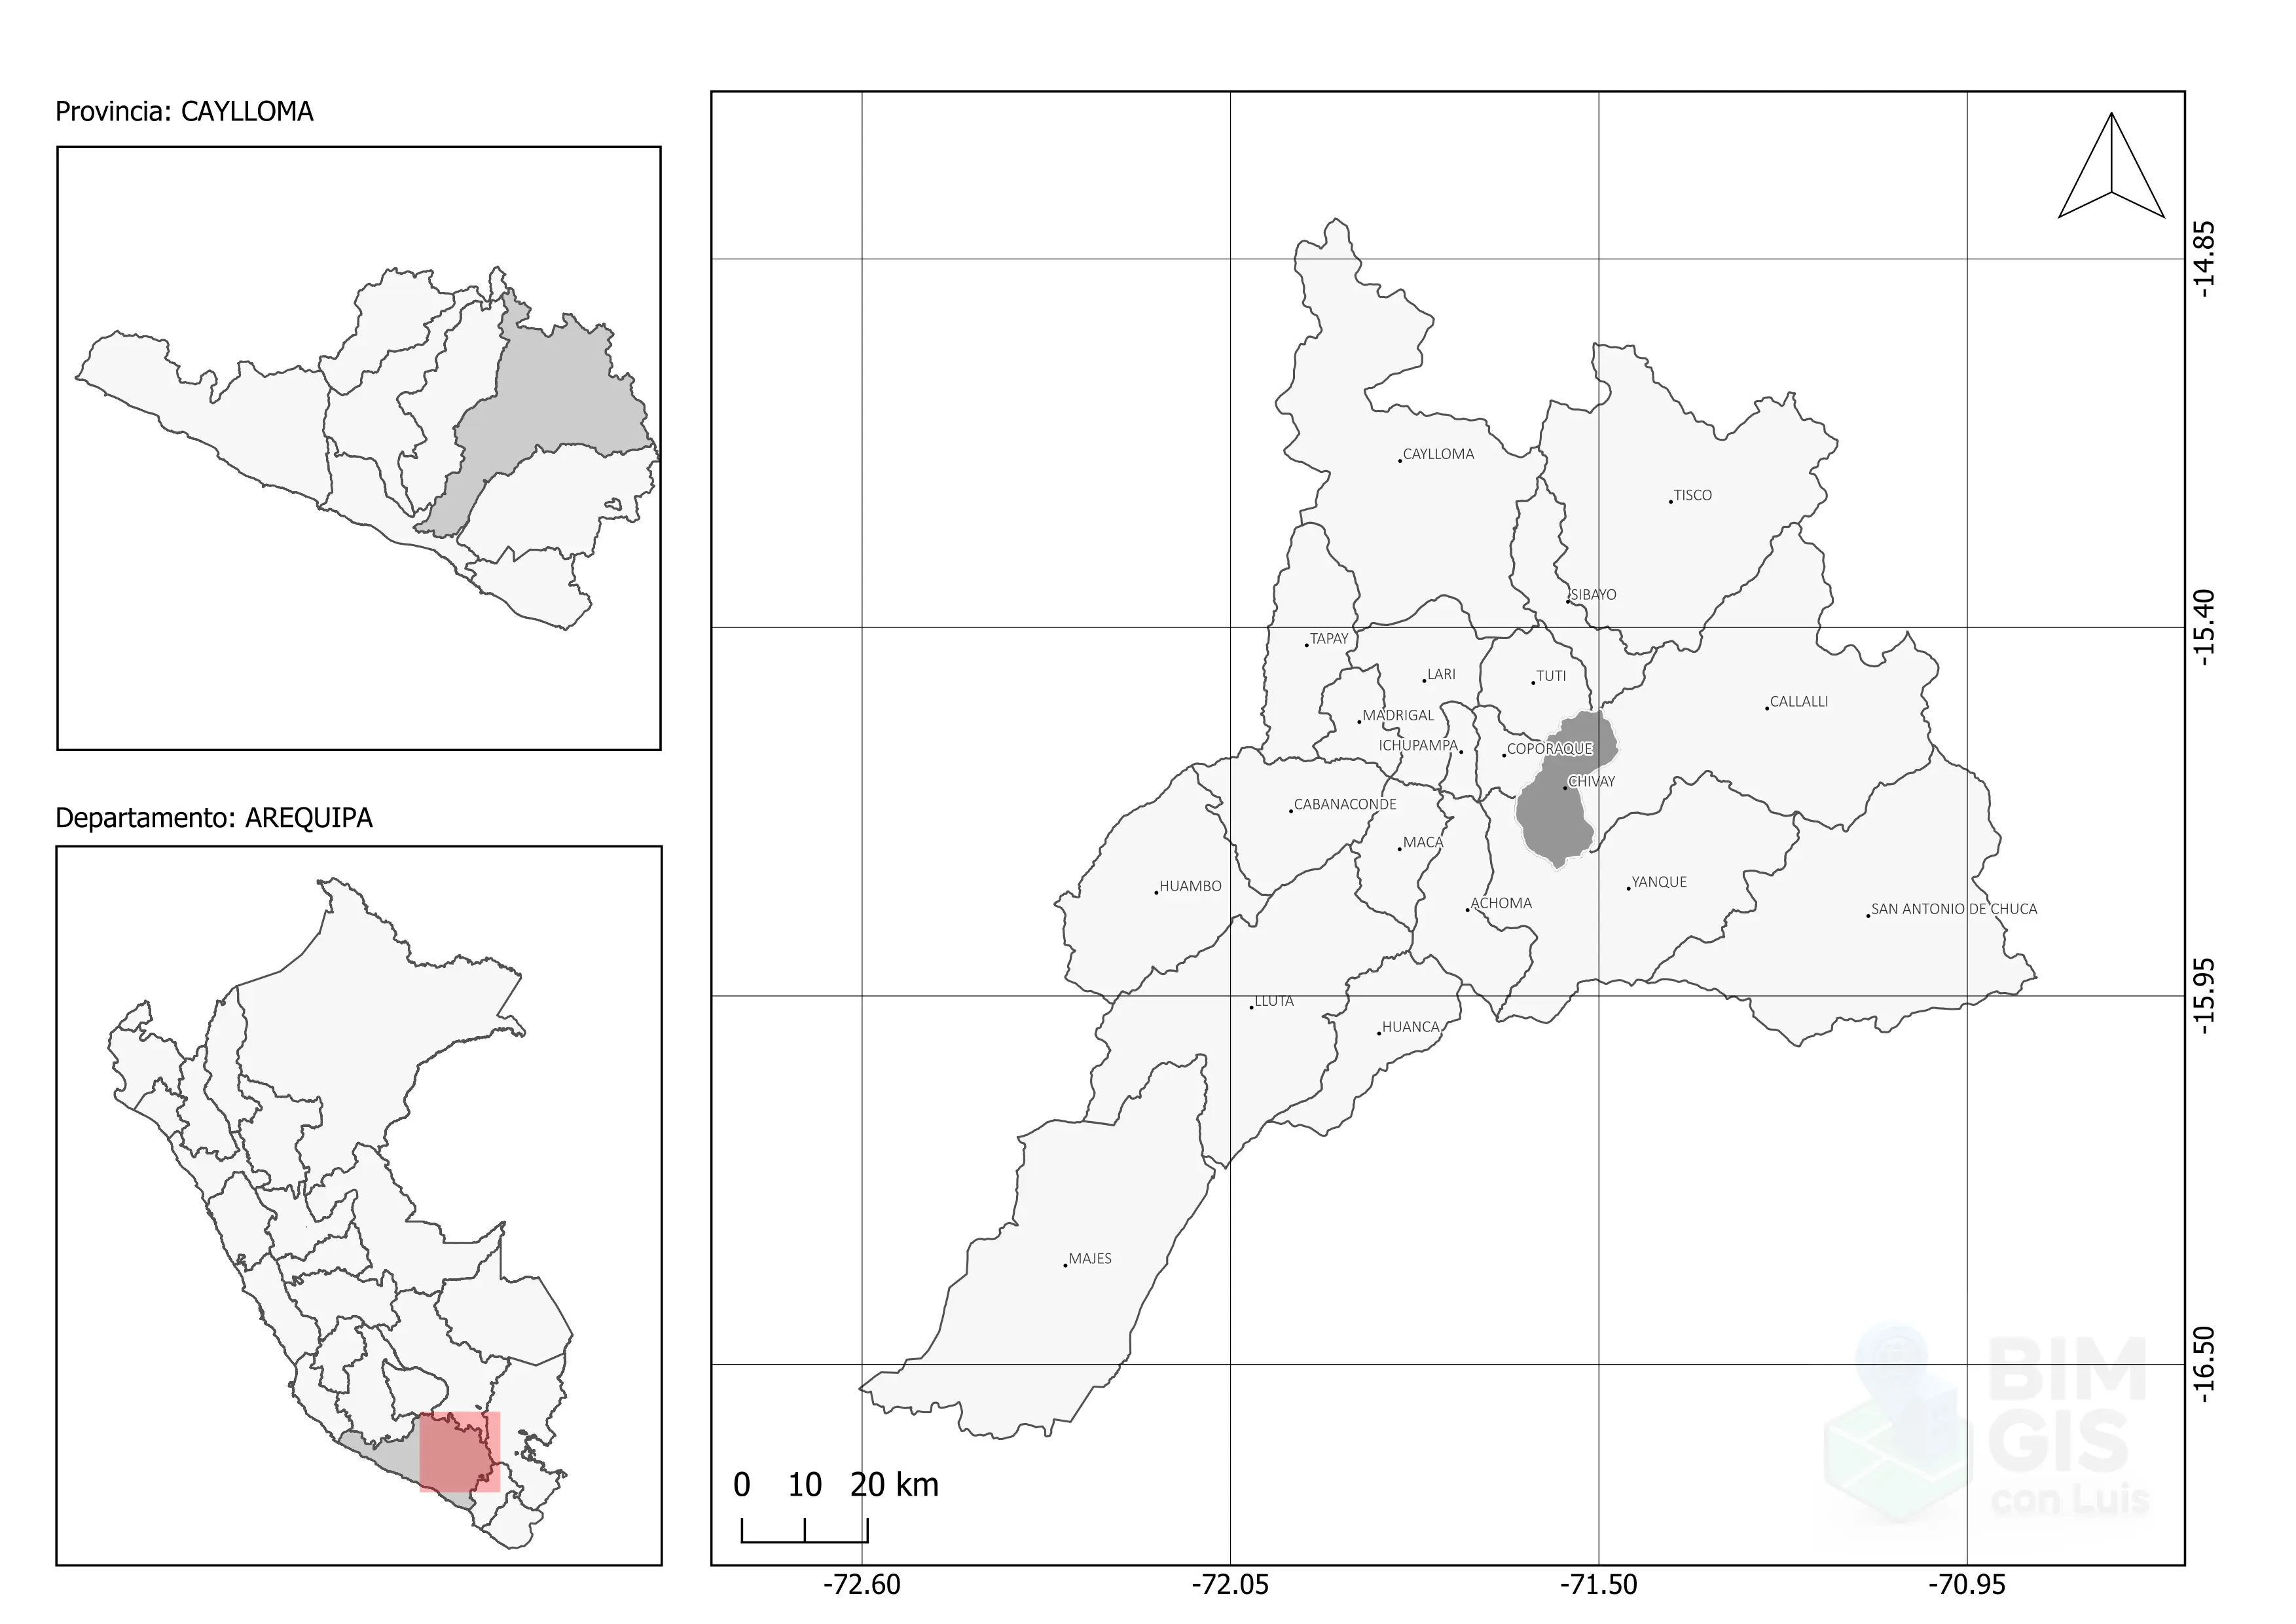 Provincia: CAYLLOMA
Departamento: AREQUIPA
CAYLLOMA
TISCO
SIBAYO
TAPAY
LARI
TUTI
CALLALLI
MADRIGAL
ICHUPAMPA
COPORAQUE
CHIVAY
CABANACONDE
MACA
HUAMBO
YANQUE
ACHOMA
SAN ANTONIO DE CHUCA
LLUTA
HUANCA
MAJES
-14.85
-15.40
-15.95
-16.50
BIM
GIS
con Luis
0 10 20 km
-72.60 -72.05 -71.50 -70.95